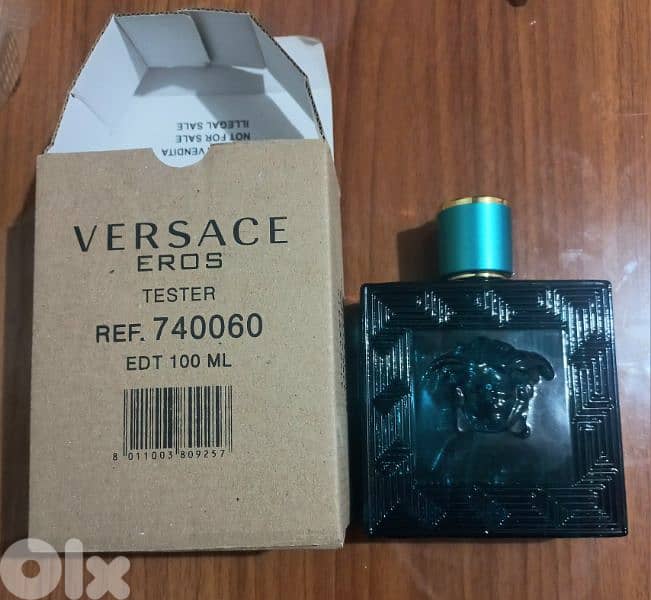 ILLEGAL SALE
NOT FOR SALE
VENDITA
VERSACE
EROS
TESTER
REF. 740060
EDT 100 ML
8 011003 809257
olx